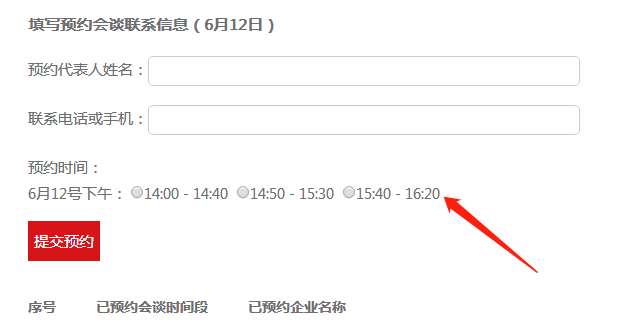 填写预约会谈联系信息（6月12日）
预约代表人姓名：
联系电话或手机：
预约时间：
6月12号下午： 14:00 - 14:40 14:50 - 15:30 15:40 - 16:20
提交预约
序号 已预约会谈时间段 已预约企业名称